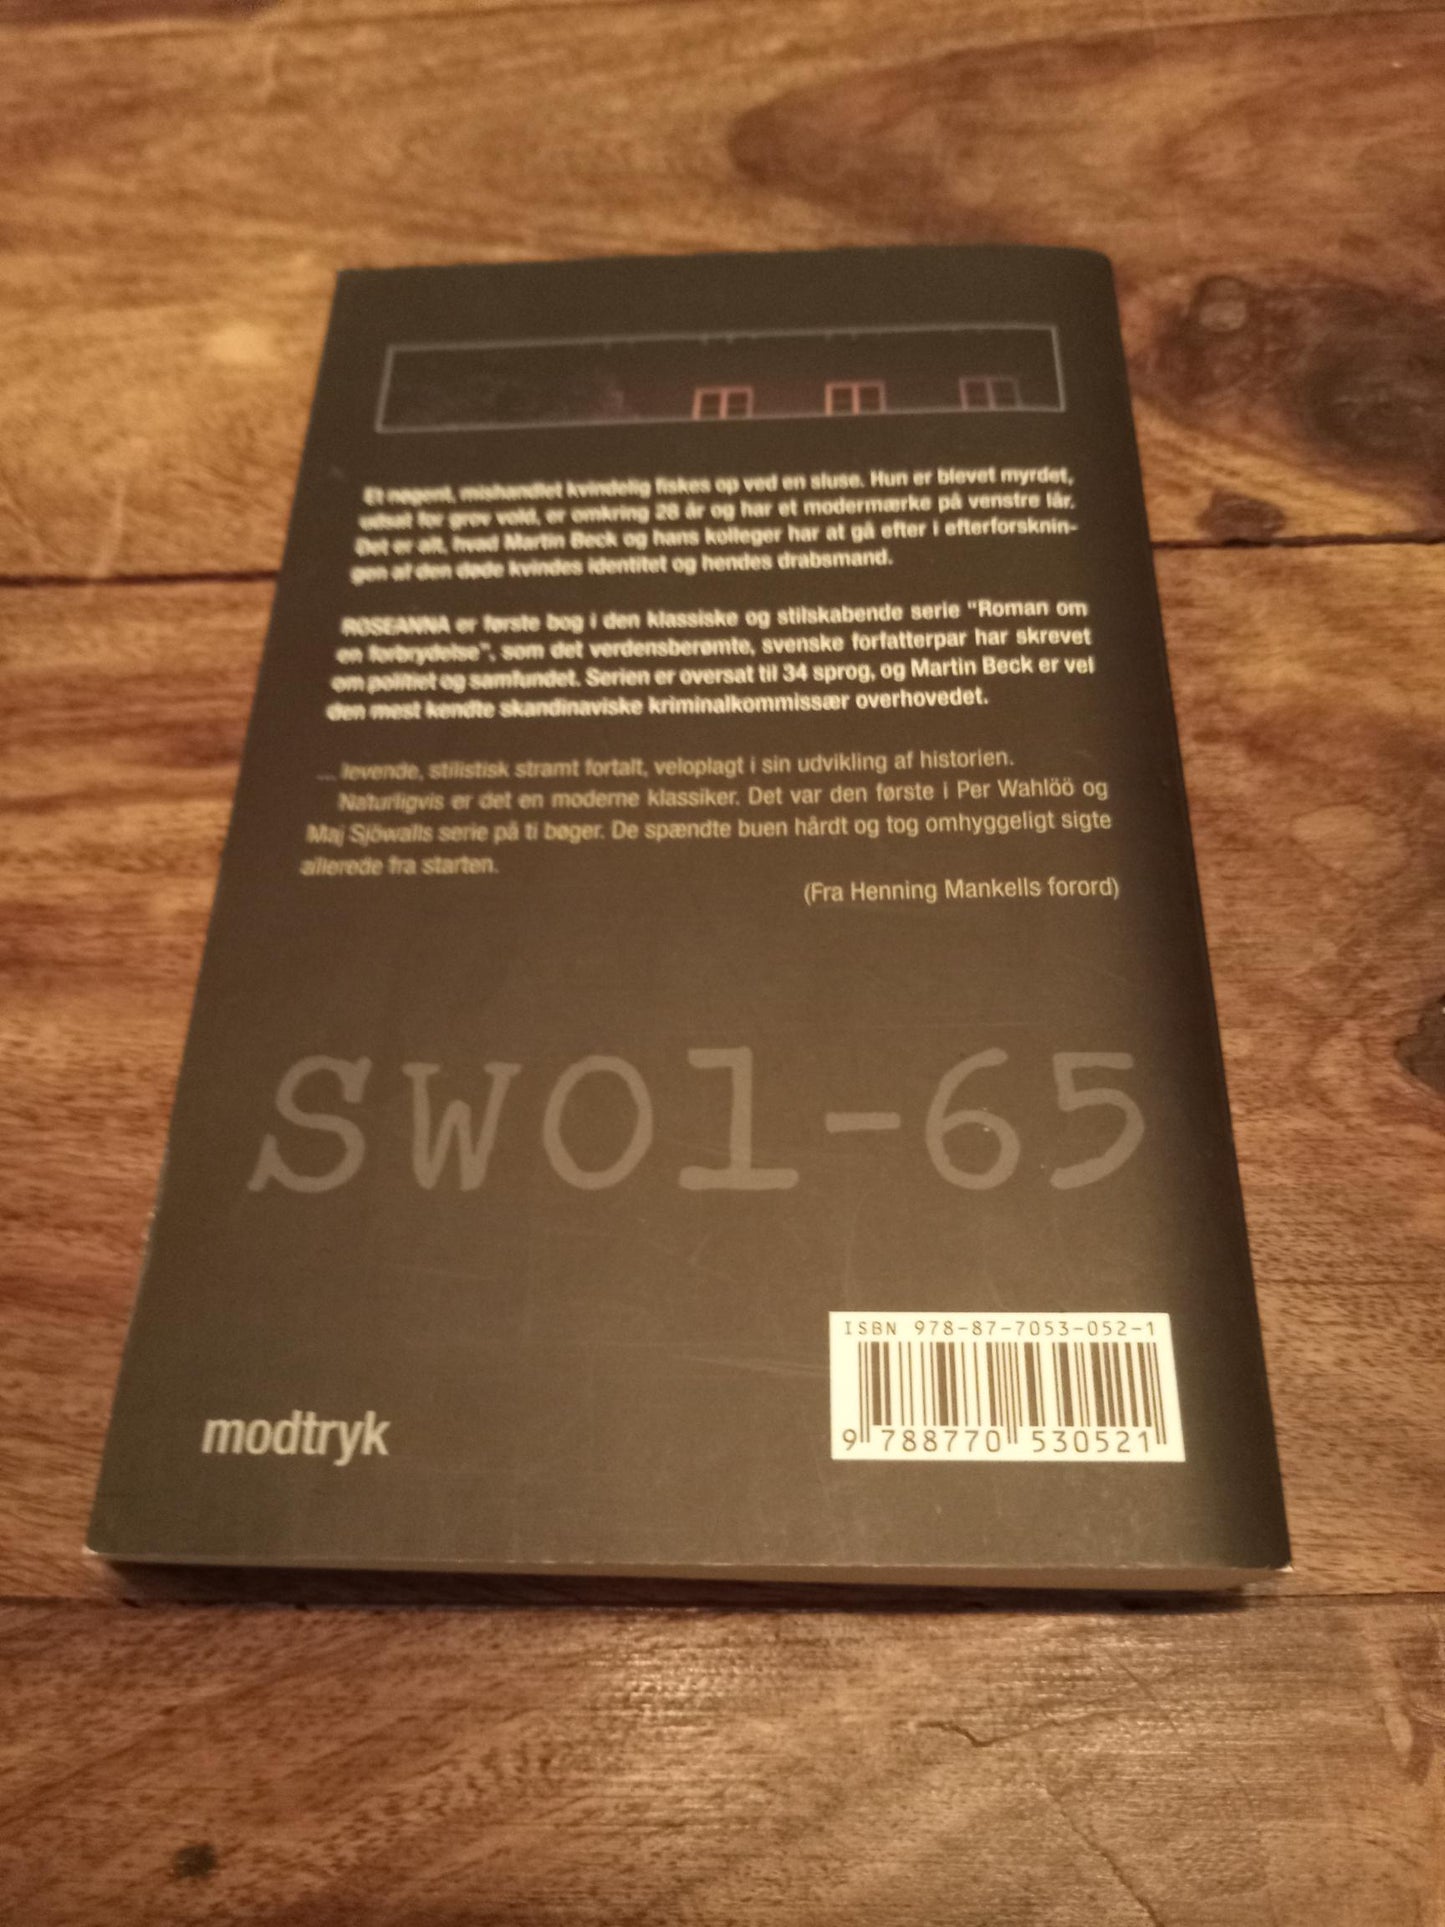 Et nøgent, mishandlet kvindelig fiskes op ved en sluse. Hun er blevet myrdet,
udsat for grov vold, er omkring 28 år og har et modermærke på venstre lår.
Det er alt, hvad Martin Beck og hans kolleger har at gå efter i efterforsknin-
gen af den døde kvindes identitet og hendes drabsmand.
ROSEANNA er første bog i den klassiske og stilskabende serie "Roman om
en forbrydelse", som det verdensberømte, svenske forfatterpar har skrevet
om politiet og samfundet. Serien er oversat til 34 sprog, og Martin Beck er vel
den mest kendte skandinaviske kriminalkommissær overhovedet.
... levende, stilistisk stramt fortalt, veloplagt i sin udvikling af historien.
Naturligvis er det en moderne klassiker. Det var den første i Per Wahlöö og
Maj Sjöwalls serie på ti bøger. De spændte buen hårdt og tog omhyggeligt sigte
allerede fra starten.
(Fra Henning Mankells forord)
SW01-65
ISBN 978-87-7053-052-1
9 788770 530521
modtryk